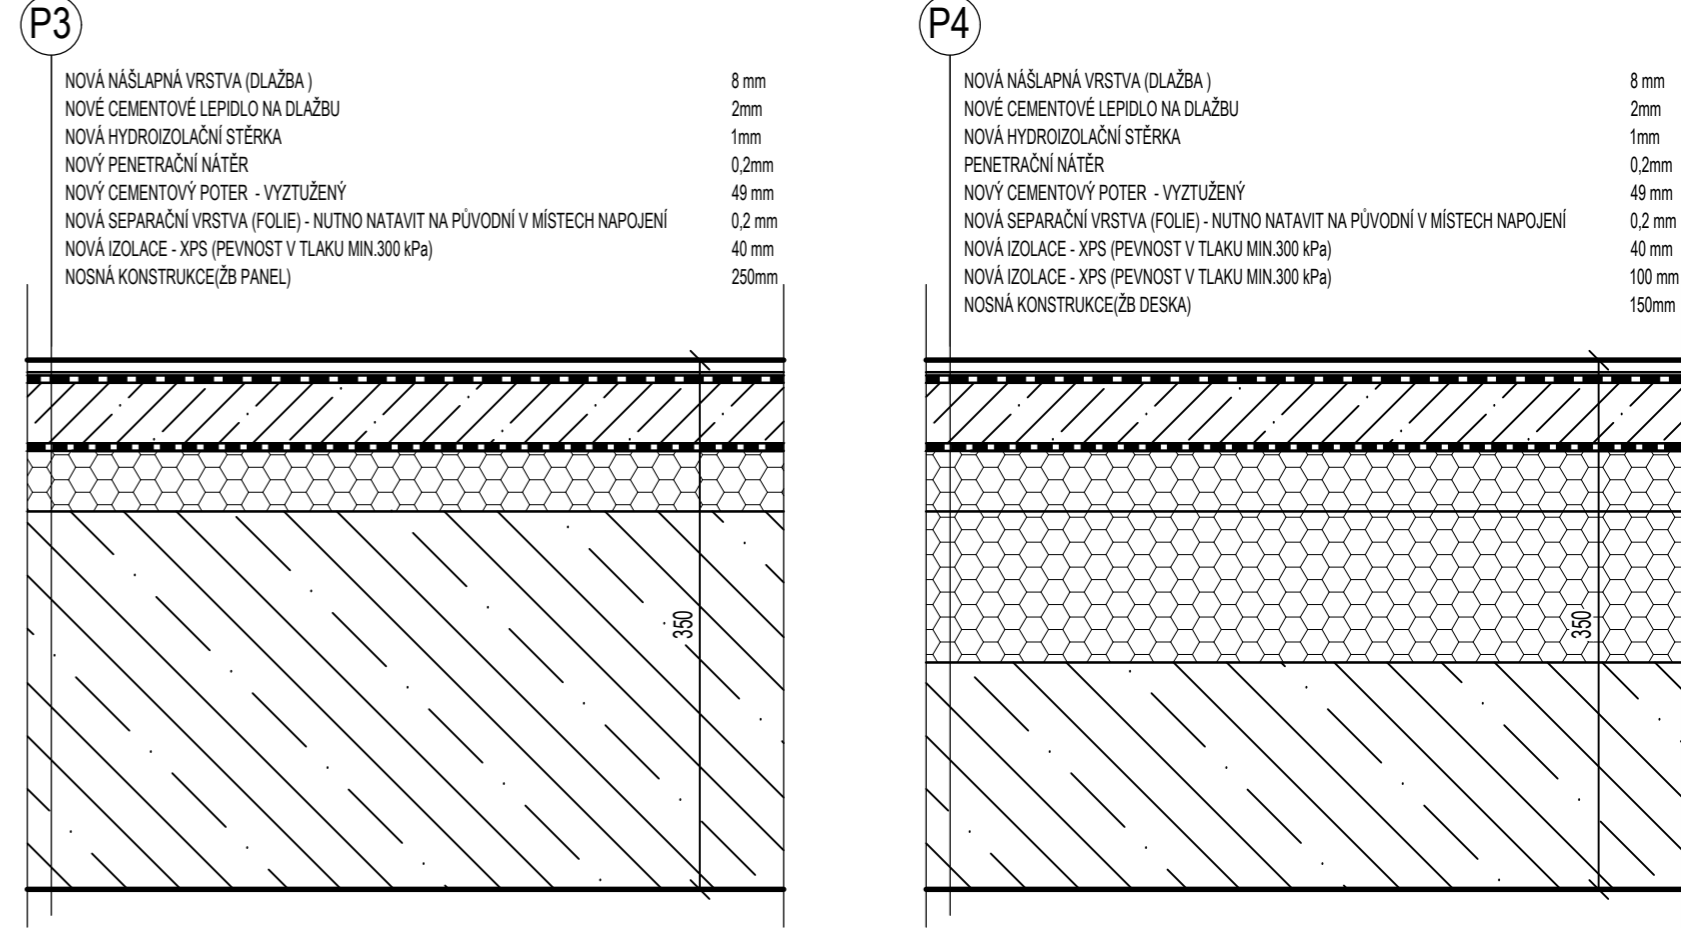 P3
NOVÁ NÁŠLAPNÁ VRSTVA (DLAŽBA ) 8 mm
NOVÉ CEMENTOVÉ LEPIDLO NA DLAŽBU 2mm
NOVÁ HYDROIZOLAČNÍ STĚRKA 1mm
NOVÝ PENETRAČNÍ NÁTĚR 0,2mm
NOVÝ CEMENTOVÝ POTER - VYZTUŽENÝ 49 mm
NOVÁ SEPARAČNÍ VRSTVA (FOLIE) - NUTNO NATAVIT NA PŮVODNÍ V MÍSTECH NAPOJENÍ 0,2 mm
NOVÁ IZOLACE - XPS (PEVNOST V TLAKU MIN.300 kPa) 40 mm
NOSNÁ KONSTRUKCE(ŽB PANEL) 250mm
350
P4
NOVÁ NÁŠLAPNÁ VRSTVA (DLAŽBA ) 8 mm
NOVÉ CEMENTOVÉ LEPIDLO NA DLAŽBU 2mm
NOVÁ HYDROIZOLAČNÍ STĚRKA 1mm
PENETRAČNÍ NÁTĚR 0,2mm
NOVÝ CEMENTOVÝ POTER - VYZTUŽENÝ 49 mm
NOVÁ SEPARAČNÍ VRSTVA (FOLIE) - NUTNO NATAVIT NA PŮVODNÍ V MÍSTECH NAPOJENÍ 0,2 mm
NOVÁ IZOLACE - XPS (PEVNOST V TLAKU MIN.300 kPa) 40 mm
NOVÁ IZOLACE - XPS (PEVNOST V TLAKU MIN.300 kPa) 100 mm
NOSNÁ KONSTRUKCE(ŽB DESKA) 150mm
350